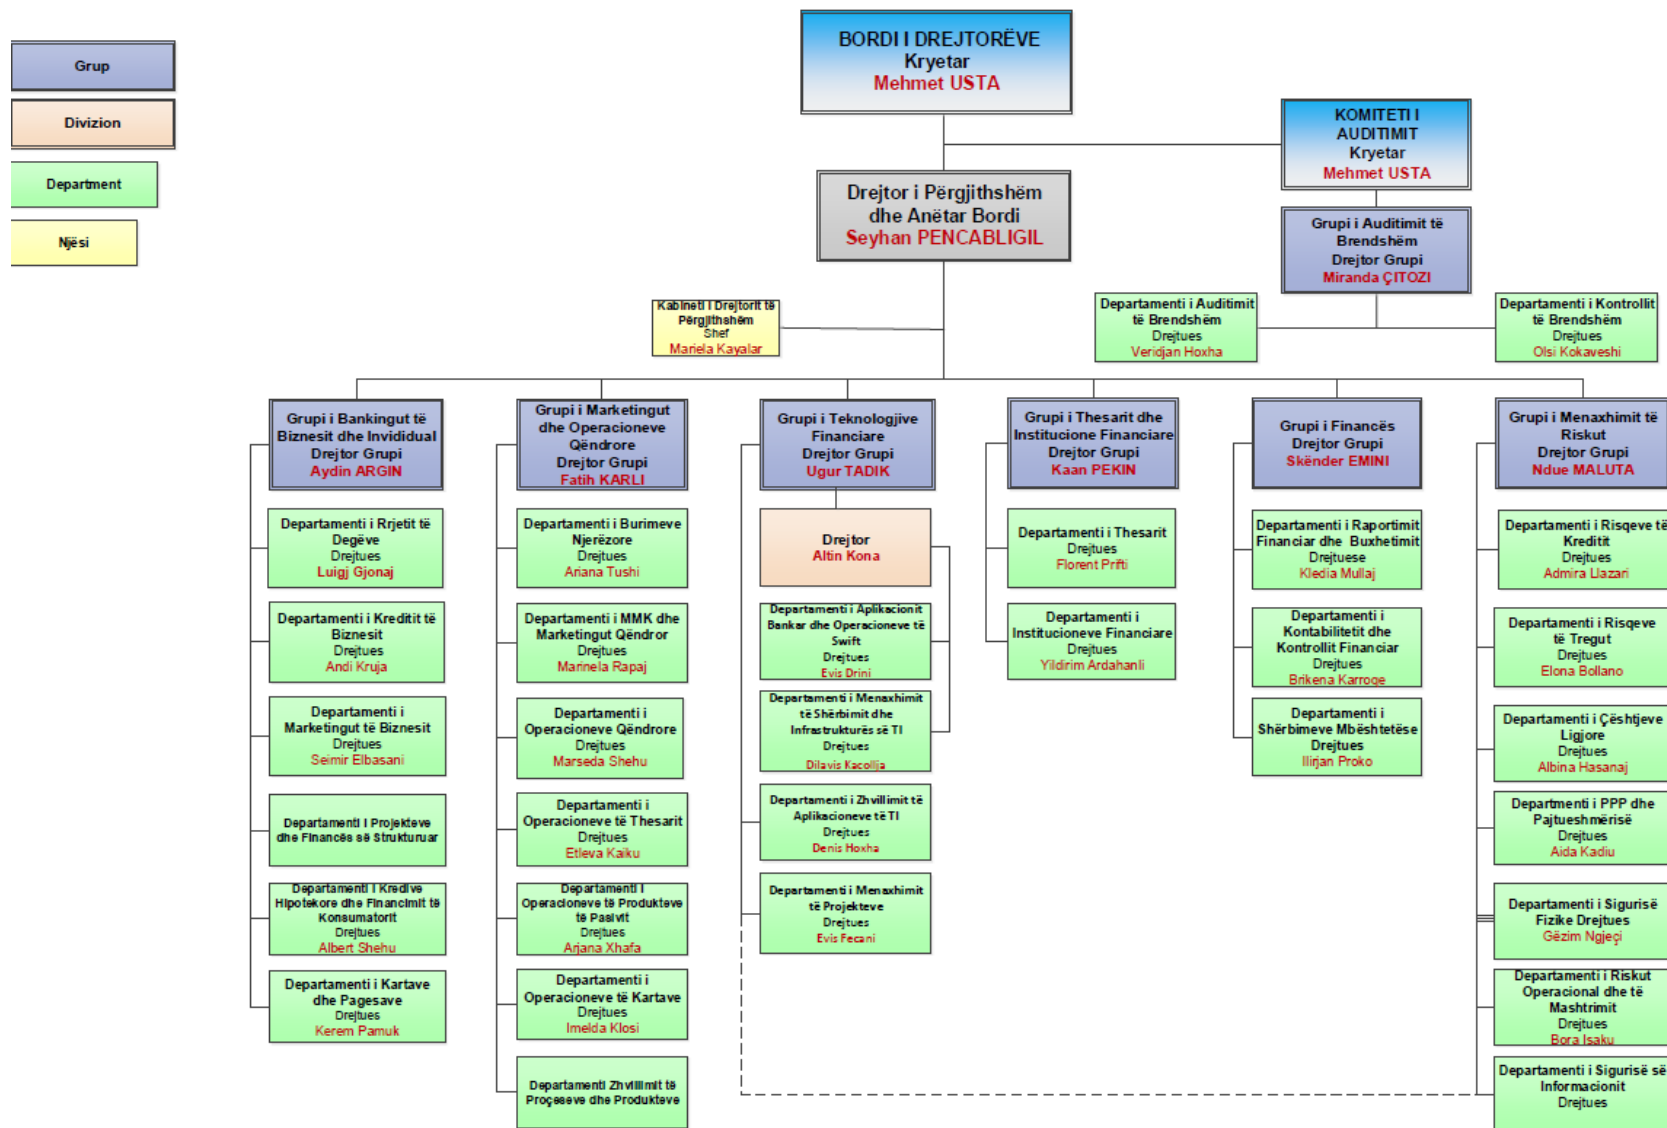 Grup
Divizion
Department
Njësi
BORDI I DREJTORËVE
Kryetar
Mehmet USTA
KOMITETI I
AUDITIMIT
Kryetar
Mehmet USTA
Drejtor i Përgjithshëm
dhe Anëtar Bordi
Seyhan PENCABLIGIL
Grupi i Auditimit të
Brendshëm
Drejtor Grupi
Miranda ÇITOZI
Kabineti i Drejtorit të
Përgjithshëm
Shef
Mariela Kayalar
Departamenti i Auditimit
të Brendshëm
Drejtues
Veridjan Hoxha
Departamenti i Kontrollit
të Brendshëm
Drejtues
Olsi Kokaveshi
Grupi i Bankingut të
Biznesit dhe Invididual
Drejtor Grupi
Aydin ARGIN
Departamenti i Rrjetit të
Degëve
Drejtues
Luigj Gjonaj
Departamenti i Kreditit të
Biznesit
Drejtues
Andi Kruja
Departamenti i
Marketingut të Biznesit
Drejtues
Seimir Elbasani
Departamenti i Projekteve
dhe Financës së Strukturuar
Departamenti i Kredive
Hipotekore dhe Financimit të
Konsumatorit
Drejtues
Albert Shehu
Departamenti i Kartave
dhe Pagesave
Drejtues
Kerem Pamuk
Grupi i Marketingut
dhe Operacioneve
Qëndrore
Drejtor Grupi
Fatih KARLI
Departamenti i Burimeve
Njerëzore
Drejtues
Ariana Tushi
Departamenti i MMK dhe
Marketingut Qëndror
Drejtues
Marinela Rapaj
Departamenti i
Operacioneve Qëndrore
Drejtues
Marseda Shehu
Departamenti i
Operacioneve të Thesarit
Drejtues
Etleva Kaiku
Departamenti i
Operacioneve të Produkteve
të Pasivit
Drejtues
Arjana Xhafa
Departamenti i
Operacioneve të Kartave
Drejtues
Imelda Klosi
Departamenti Zhvillimit të
Proçeseve dhe Produkteve
Grupi i Teknologjive
Financiare
Drejtor Grupi
Ugur TADIK
Drejtor
Altin Kona
Departamenti i Aplikacionit
Bankar dhe Operacioneve të
Swift
Drejtues
Evis Drini
Departamenti i Menaxhimit
të Shërbimit dhe
Infrastrukturës së TI
Drejtues
Dilavis Kacollja
Departamenti i Zhvillimit të
Aplikacioneve të TI
Drejtues
Denis Hoxha
Departamenti i Menaxhimit
të Projekteve
Drejtues
Evis Fecani
Grupi i Thesarit dhe
Institucione Financiare
Drejtor Grupi
Kaan PEKIN
Departamenti i Thesarit
Drejtues
Florent Prifti
Departamenti i
Institucioneve Financiare
Drejtues
Yildirim Ardahanli
Grupi i Financës
Drejtor Grupi
Skënder EMINI
Departamenti i Raportimit
Financiar dhe Buxhetimit
Drejtuese
Kledia Mullaj
Departamenti i
Kontabilitetit dhe
Kontrollit Financiar
Drejtues
Brikena Karroqe
Departamenti i
Shërbimeve Mbështetëse
Drejtues
Ilirjan Proko
Grupi i Menaxhimit të
Riskut
Drejtor Grupi
Ndue MALUTA
Departamenti i Risqeve të
Kreditit
Drejtues
Admira Llazari
Departamenti i Risqeve
të Tregut
Drejtues
Elona Bollano
Departamenti i Çështjeve
Ligjore
Drejtues
Albina Hasanaj
Departmenti i PPP dhe
Pajtueshmërisë
Drejtues
Aida Kadiu
Departamenti i Sigurisë
Fizike Drejtues
Gëzim Ngjeçi
Departamenti i Riskut
Operacional dhe të
Mashtrimit
Drejtues
Bora Isaku
Departamenti i Sigurisë së
Informacionit
Drejtues